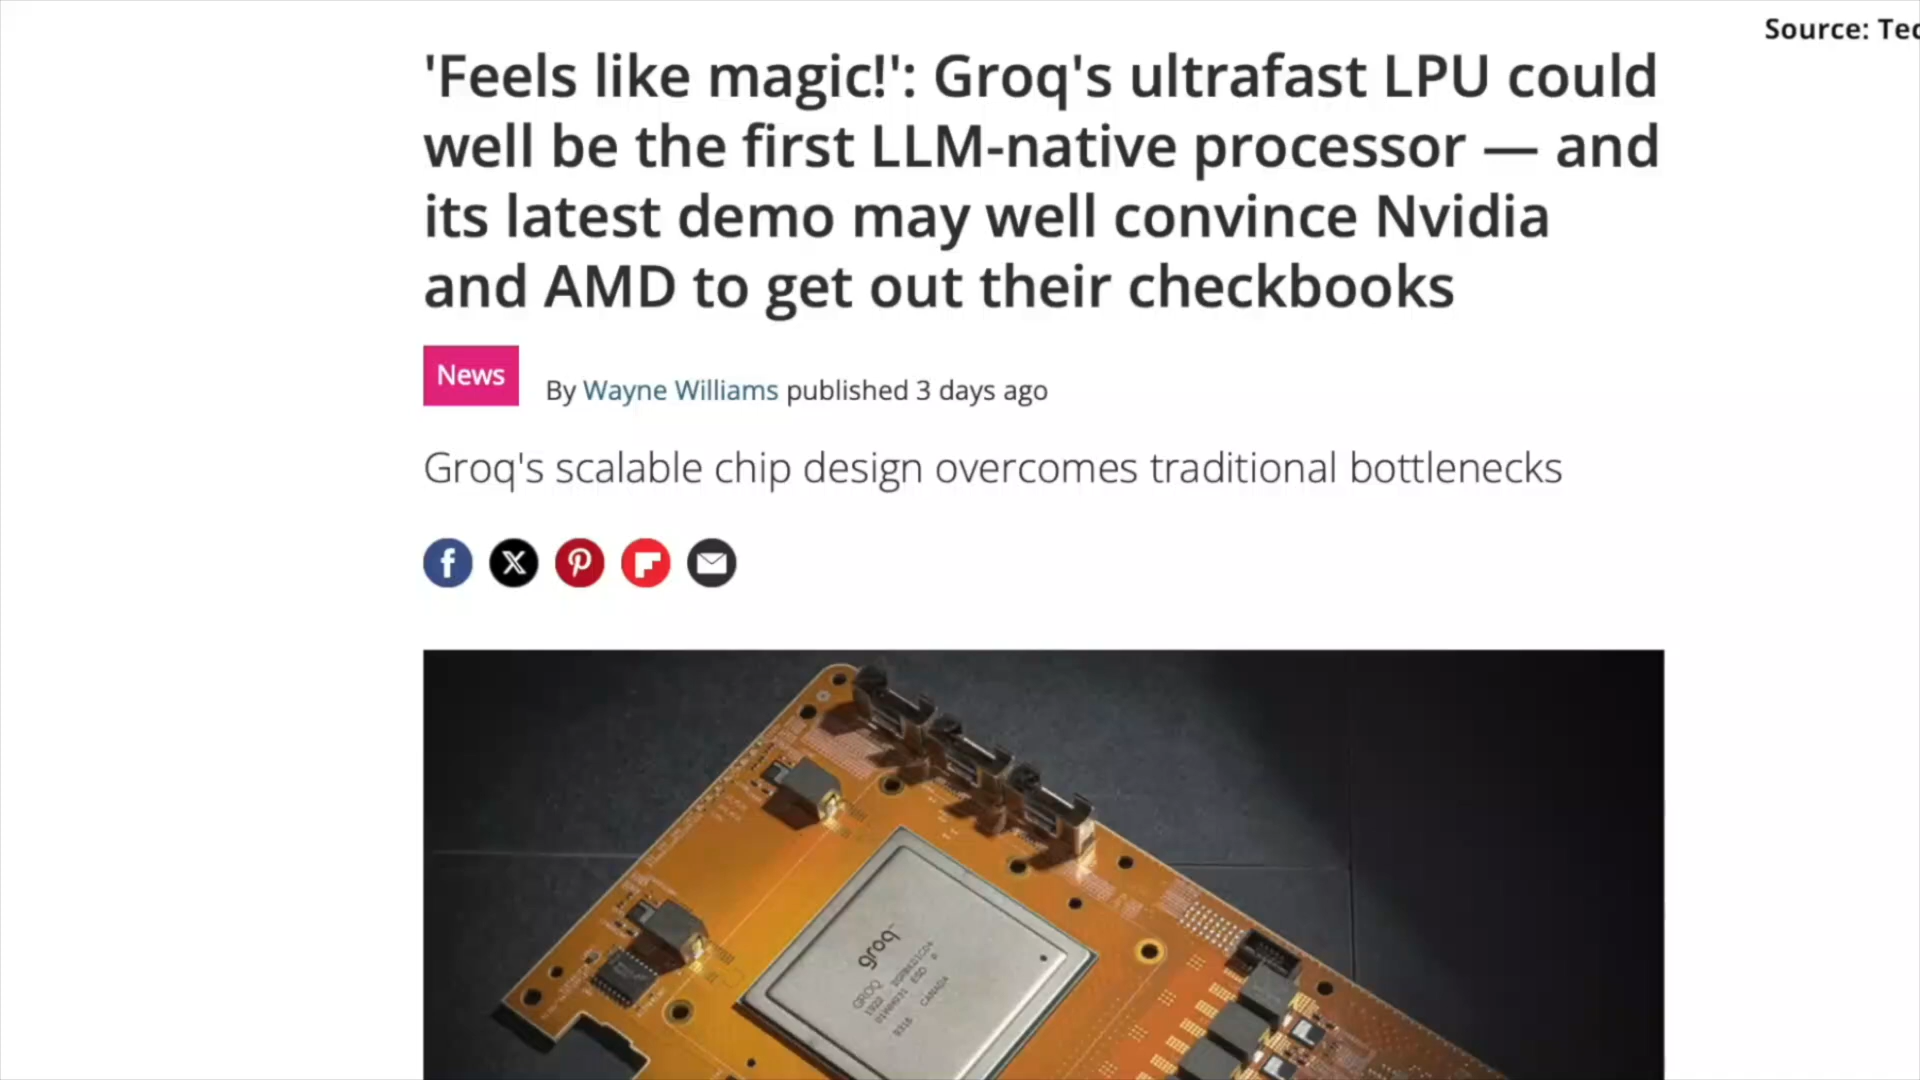 Source: Tec
'Feels like magic!': Groq's ultrafast LPU could
well be the first LLM-native processor — and
its latest demo may well convince Nvidia
and AMD to get out their checkbooks
News
By Wayne Williams published 3 days ago
Groq's scalable chip design overcomes traditional bottlenecks
groq™
GROQ
CANADA